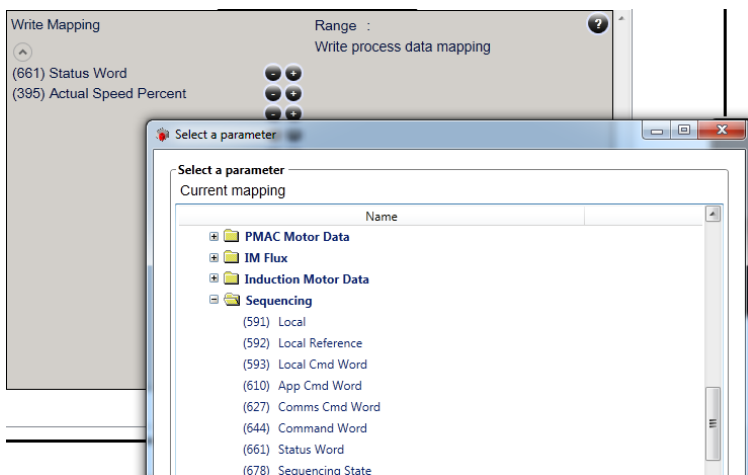 Write Mapping
Range :
?
Write process data mapping
(661) Status Word
- +
(395) Actual Speed Percent
- +
- +
Select a parameter
X
Select a parameter
Current mapping
Name
PMAC Motor Data
IM Flux
Induction Motor Data
Sequencing
(591) Local
(592) Local Reference
(593) Local Cmd Word
(610) App Cmd Word
(627) Comms Cmd Word
(644) Command Word
(661) Status Word
(678) Sequencing State